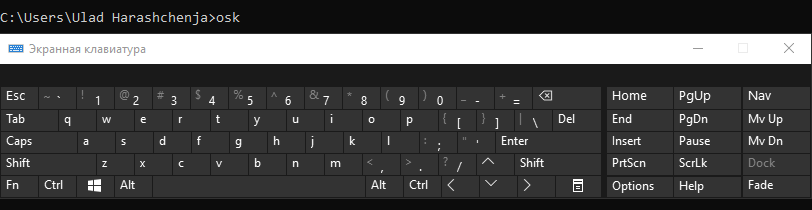 C:\Users\Ulad Harashchenja>osk
Экранная клавиатура
Esc ~ ` ! 1 @ 2 # 3 $ 4 % 5 ^ 6 & 7 * 8 ( 9 ) 0 _ - + = Home PgUp Nav
Tab q w e r t y u i o p { [ } ] | \ Del End PgDn Mv Up
Caps a s d f g h j k l : ; " ' Enter Insert Pause Mv Dn
Shift z x c v b n m < , > . ? / Shift PrtScn ScrLk Dock
Fn Ctrl Alt Alt Ctrl Options Help Fade